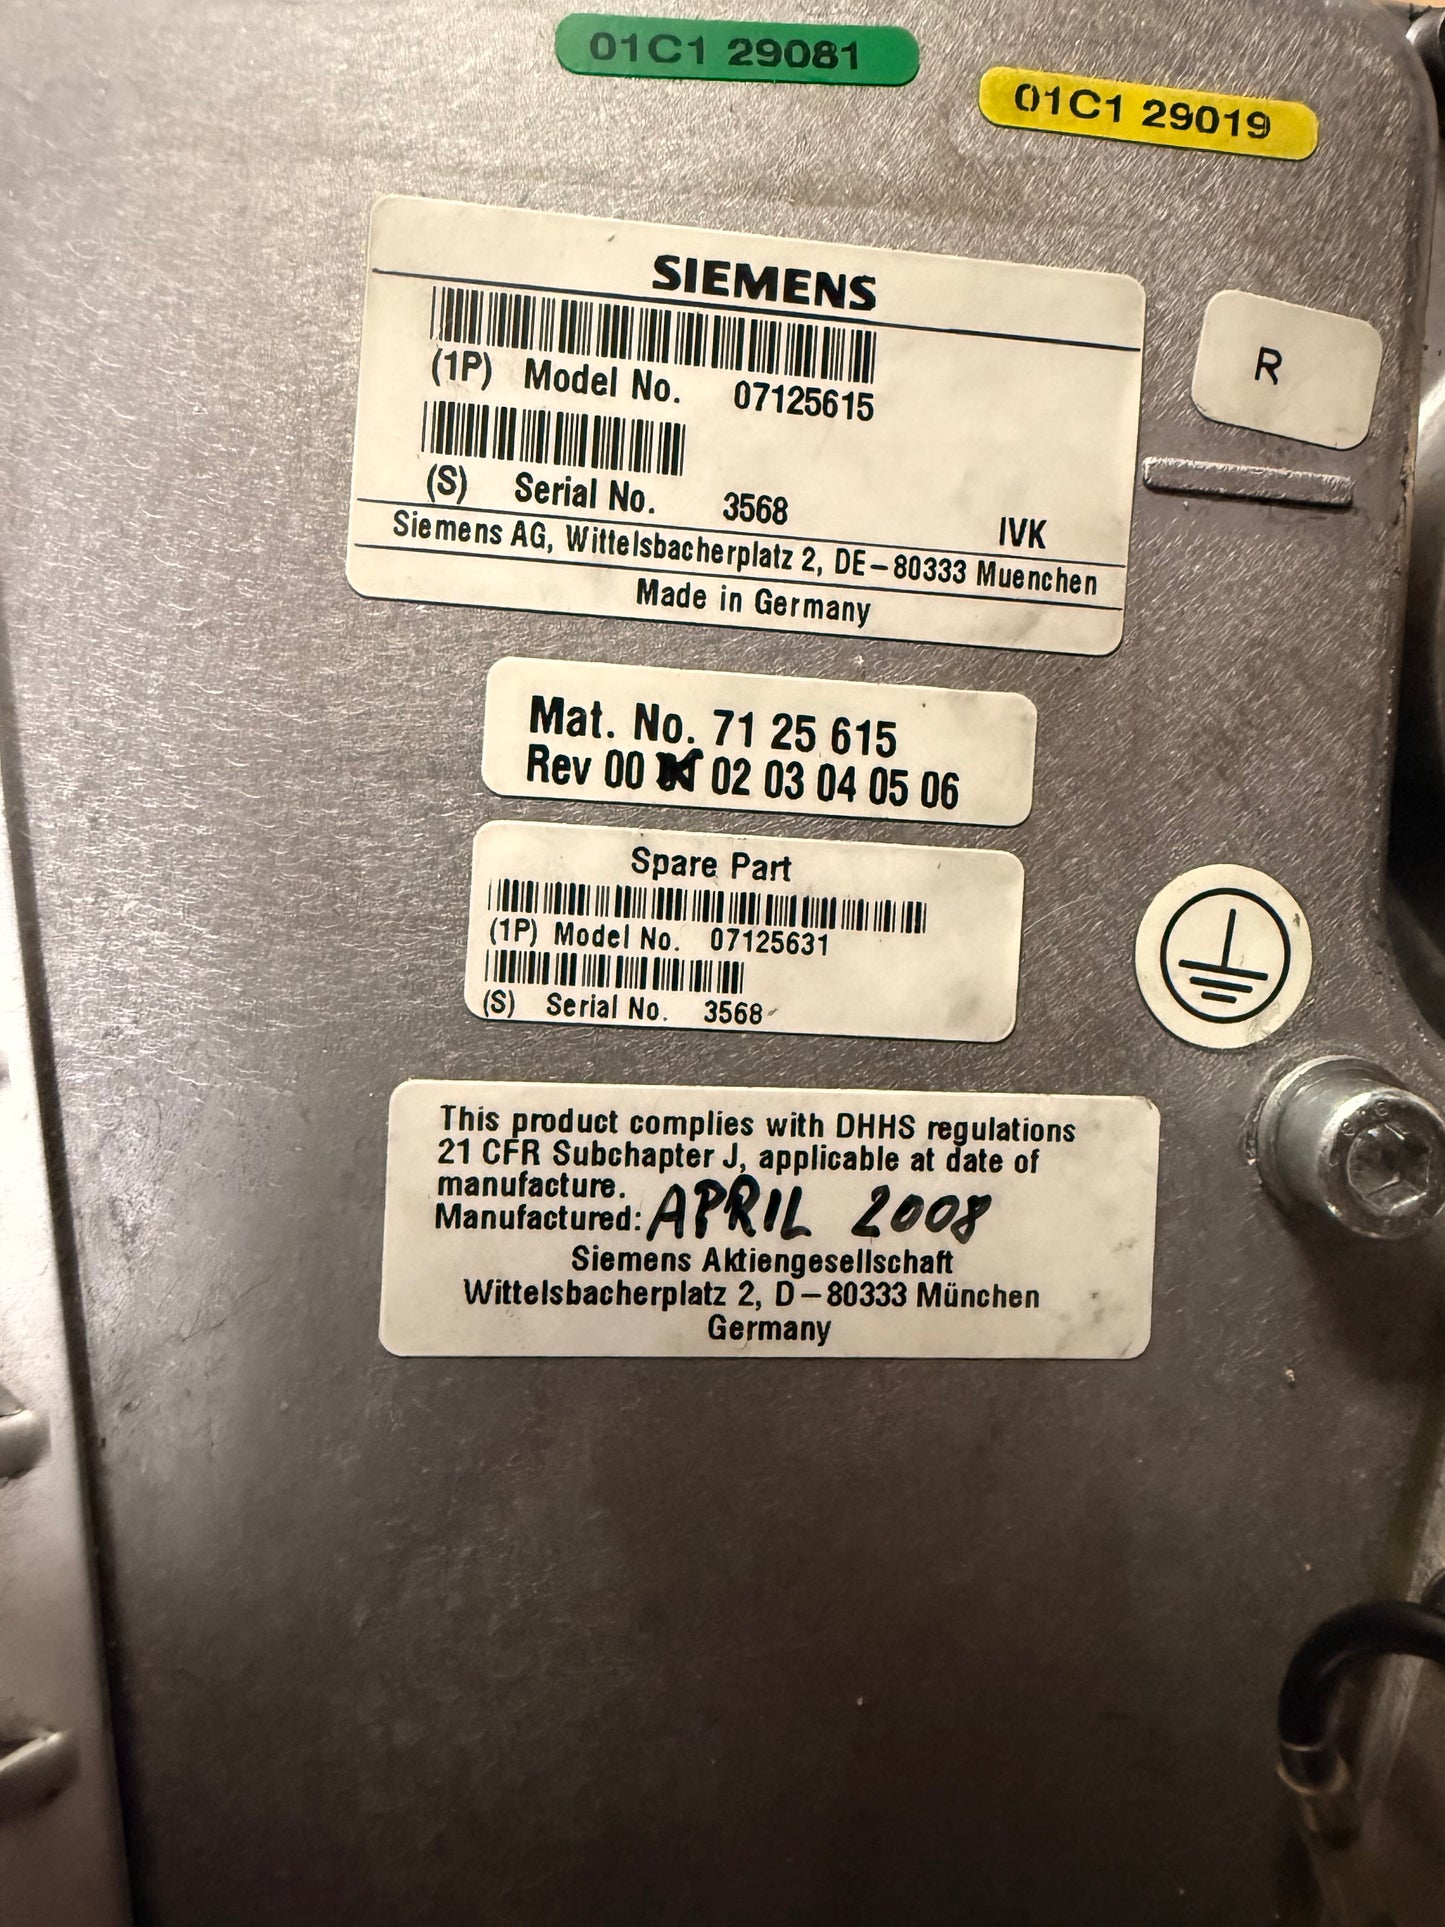 01C1 29081
01C1 29019
SIEMENS
(1P) Model No. 07125615
(S) Serial No. 3568 IVK
Siemens AG, Wittelsbacherplatz 2, DE-80333 Muenchen
Made in Germany
R
Mat. No. 71 25 615
Rev 00 02 03 04 05 06
Spare Part
(1P) Model No. 07125631
(S) Serial No. 3568
This product complies with DHHS regulations
21 CFR Subchapter J, applicable at date of
manufacture.
Manufactured: APRIL 2008
Siemens Aktiengesellschaft
Wittelsbacherplatz 2, D-80333 München
Germany